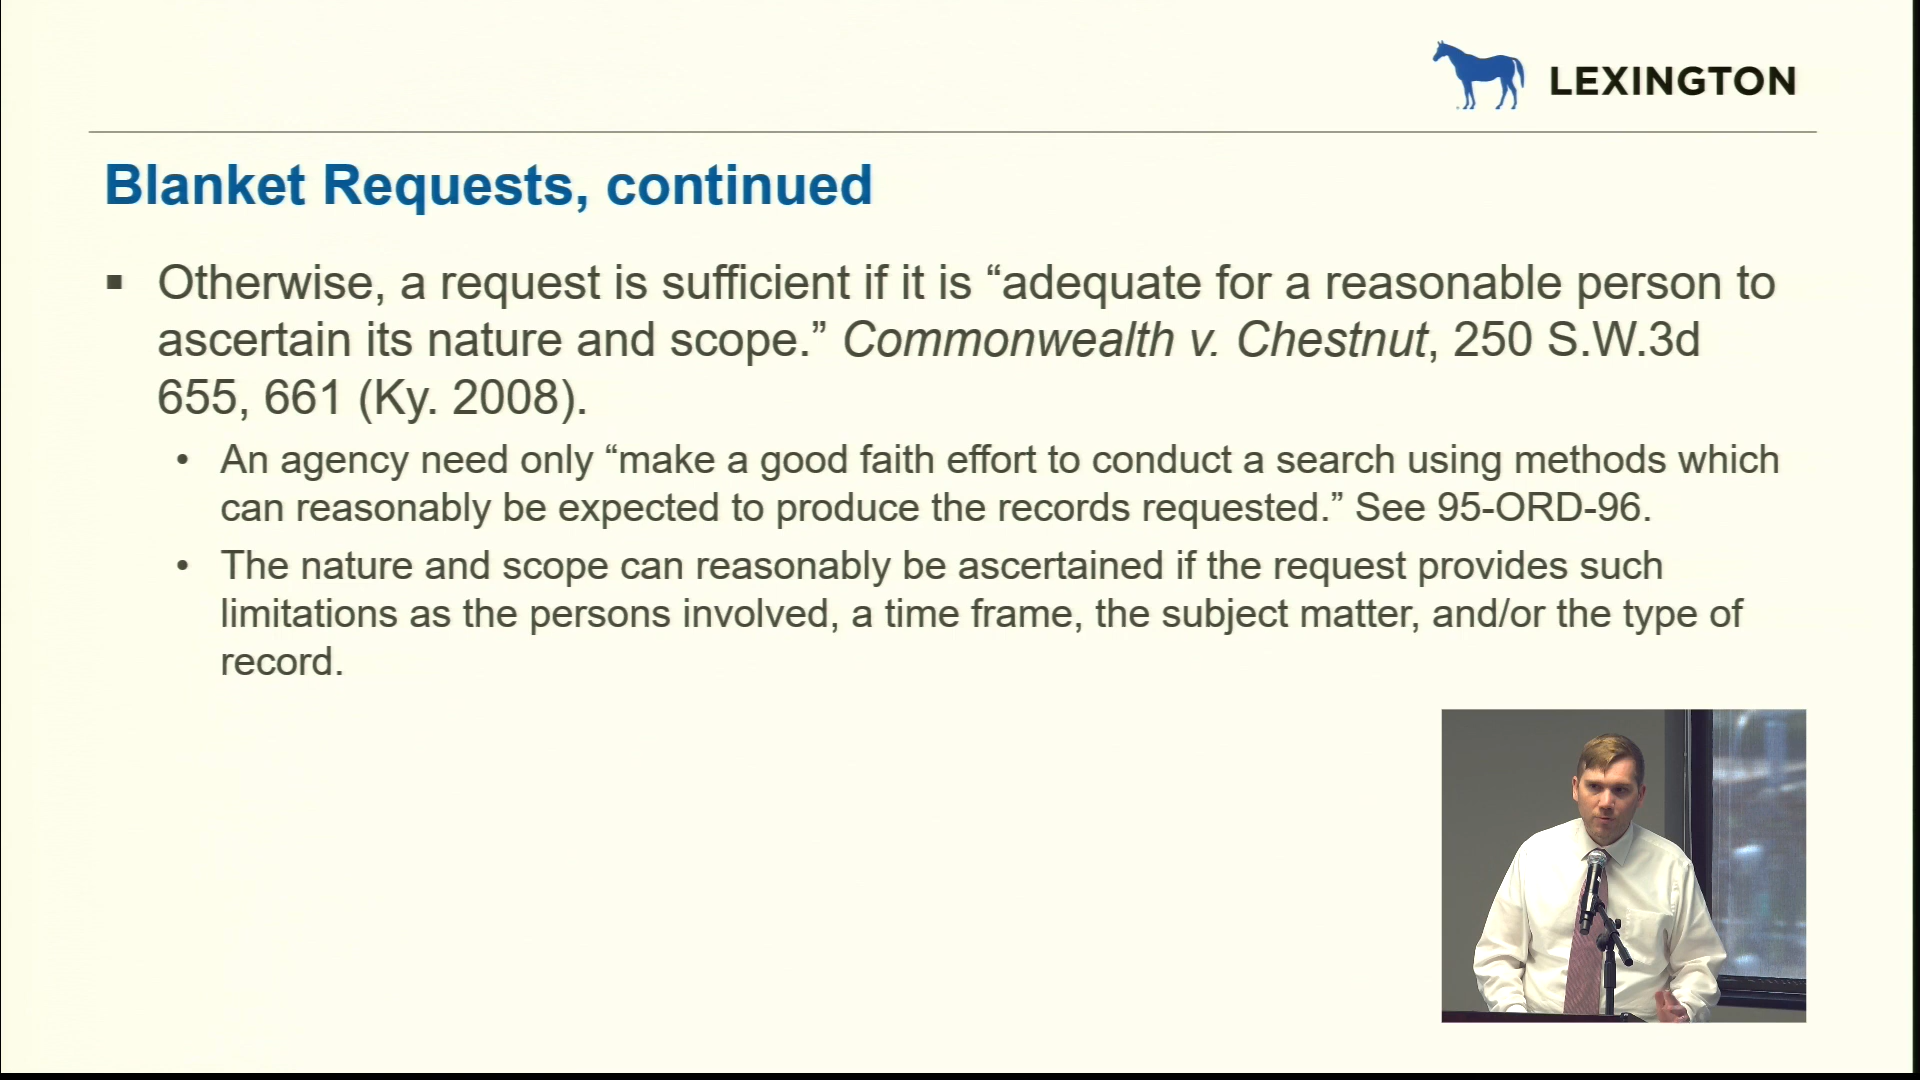 LEXINGTON
Blanket Requests, continued
▪ Otherwise, a request is sufficient if it is “adequate for a reasonable person to
ascertain its nature and scope.” Commonwealth v. Chestnut, 250 S.W.3d
655, 661 (Ky. 2008).
• An agency need only “make a good faith effort to conduct a search using methods which
can reasonably be expected to produce the records requested.” See 95-ORD-96.
• The nature and scope can reasonably be ascertained if the request provides such
limitations as the persons involved, a time frame, the subject matter, and/or the type of
record.